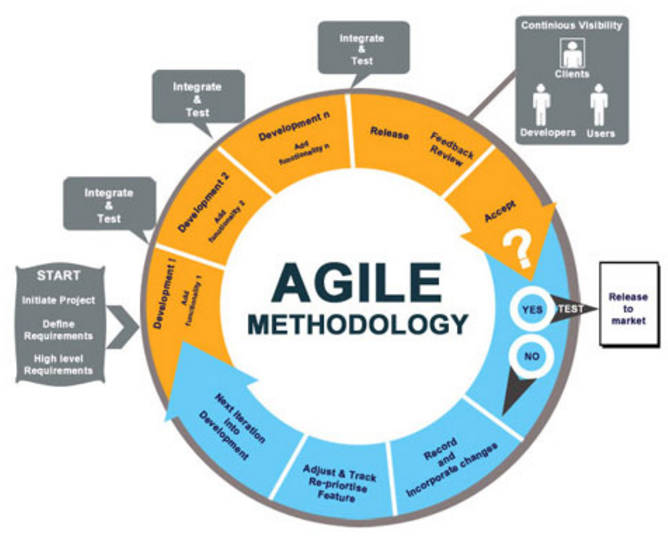 Continious Visibility
Clients
Developers Users
Integrate
&
Test
Integrate
&
Test
Integrate
&
Test
START
Initiate Project
Define
Requirements
High level
Requirements
Development 1
Add
functionality 1
Development 2
Add
functionality 2
Development n
Add
functionality n
Release
Feedback
Review
Accept
?
AGILE
METHODOLOGY
YES
TEST
Release
to
market
NO
Record
and
Incorporate changes
Adjust & Track
Re-priortise
Feature
Next Iteration
into
Development